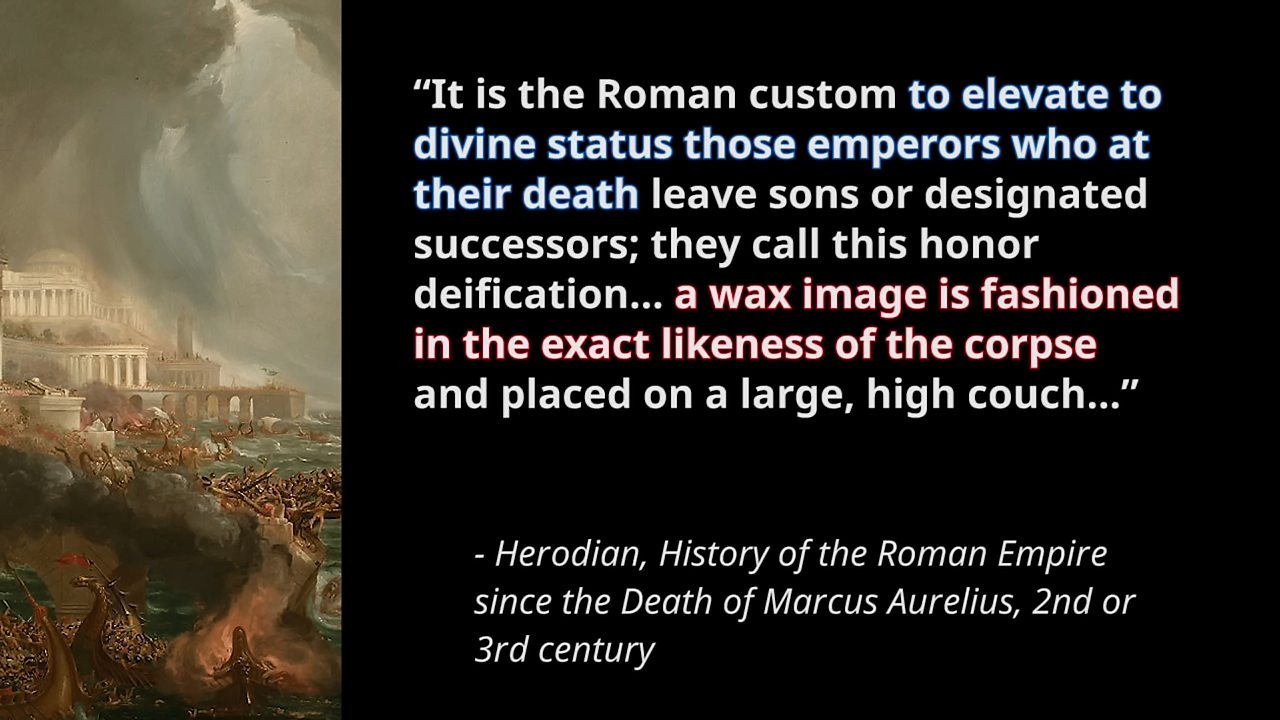 “It is the Roman custom to elevate to
divine status those emperors who at
their death leave sons or designated
successors; they call this honor
deification... a wax image is fashioned
in the exact likeness of the corpse
and placed on a large, high couch...”
- Herodian, History of the Roman Empire
since the Death of Marcus Aurelius, 2nd or
3rd century